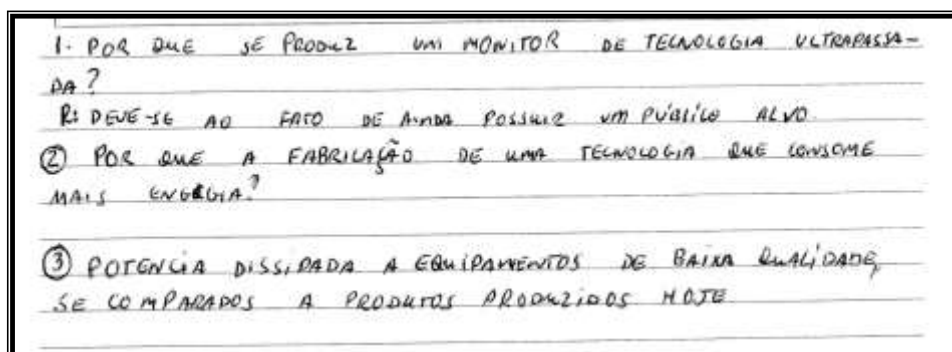 1. POR QUE SE PRODUZ UM MONITOR DE TECNOLOGIA ULTRAPASSA-
DA?
R: DEVE-SE AO FATO DE AINDA POSSUIR UM PÚBLICO ALVO
② POR QUE A FABRICAÇÃO DE UMA TECNOLOGIA QUE CONSOME
MAIS ENERGIA?
③ POTENCIA DISSIPADA A EQUIPAMENTOS DE BAIXA QUALIDADE,
SE COMPARADOS A PRODUTOS PRODUZIDOS HOJE